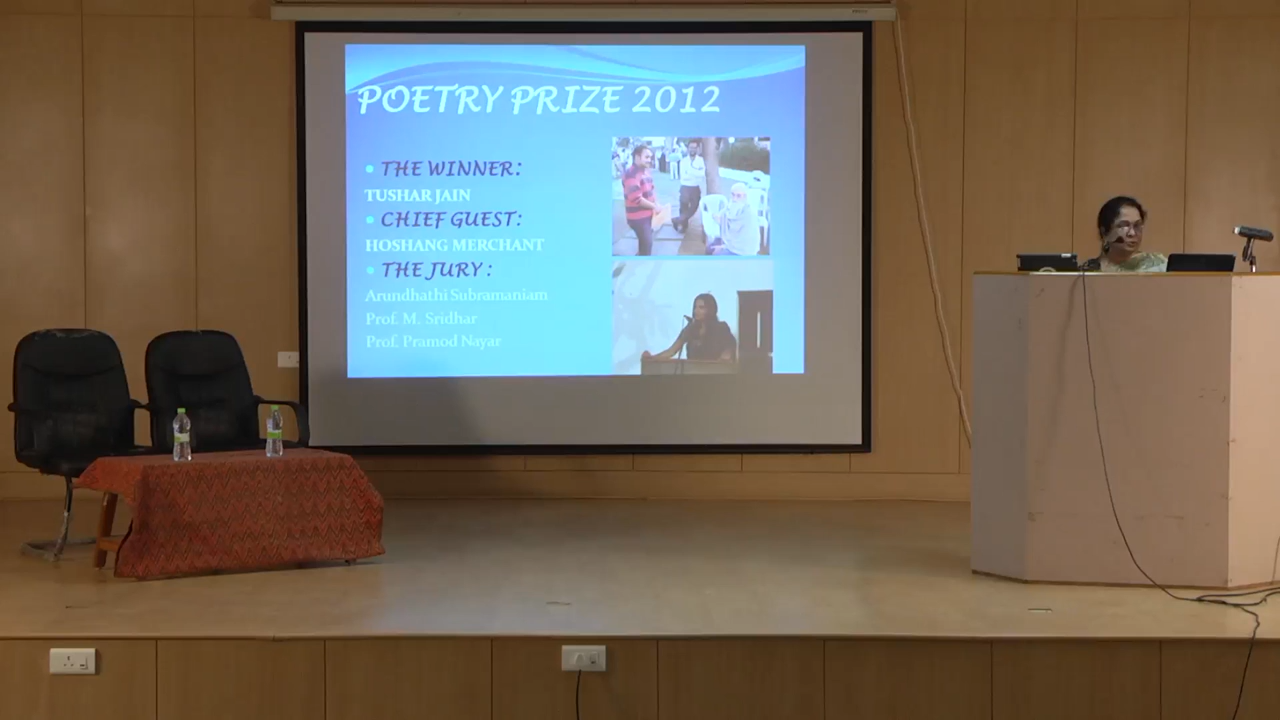 POETRY PRIZE 2012
• THE WINNER:
TUSHAR JAIN
• CHIEF GUEST:
HOSHANG MERCHANT
• THE JURY :
Arundhathi Subramaniam
Prof. M. Sridhar
Prof. Pramod Nayar